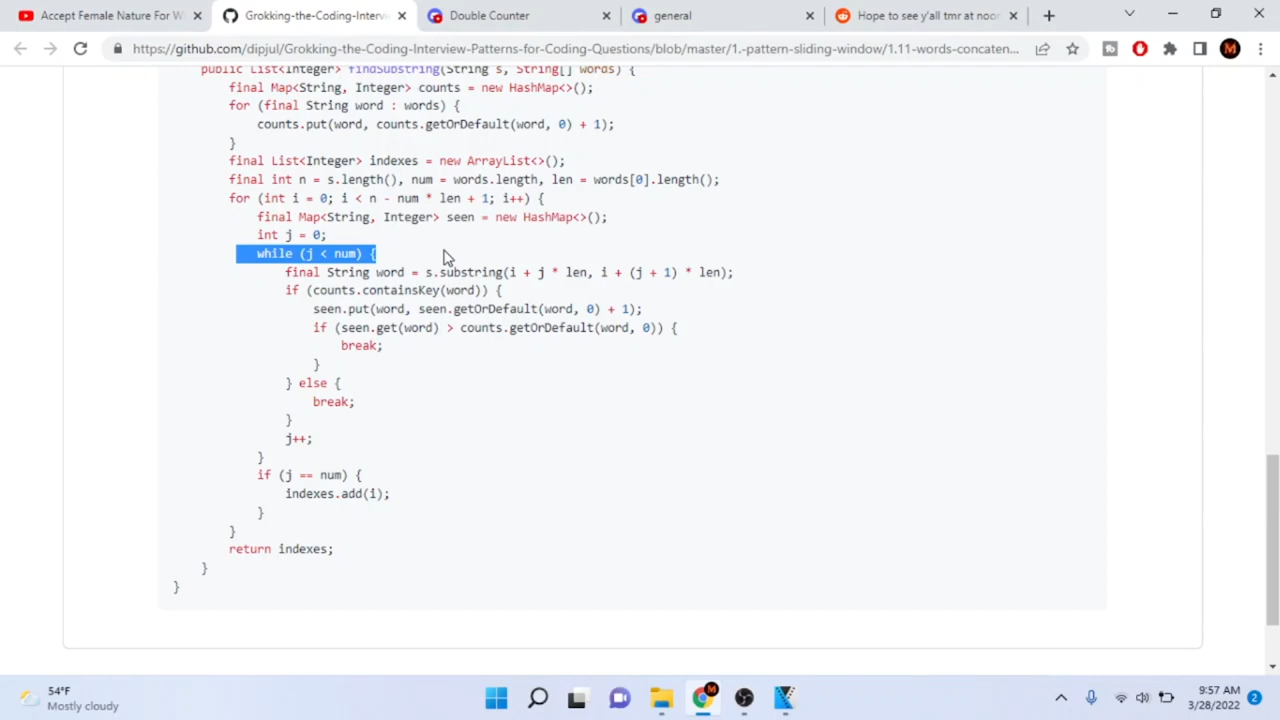 Accept Female Nature For W
Grokking-the-Coding-Intervi
Double Counter
general
Hope to see y'all tmr at noor
https://github.com/dipjul/Grokking-the-Coding-Interview-Patterns-for-Coding-Questions/blob/master/1.-pattern-sliding-window/1.11-words-concaten...
public List<Integer> findSubstring(String s, String[] words) {
final Map<String, Integer> counts = new HashMap<>();
for (final String word : words) {
counts.put(word, counts.getOrDefault(word, 0) + 1);
}
final List<Integer> indexes = new ArrayList<>();
final int n = s.length(), num = words.length, len = words[0].length();
for (int i = 0; i < n - num * len + 1; i++) {
final Map<String, Integer> seen = new HashMap<>();
int j = 0;
while (j < num) {
final String word = s.substring(i + j * len, i + (j + 1) * len);
if (counts.containsKey(word)) {
seen.put(word, seen.getOrDefault(word, 0) + 1);
if (seen.get(word) > counts.getOrDefault(word, 0)) {
break;
}
} else {
break;
}
j++;
}
if (j == num) {
indexes.add(i);
}
}
return indexes;
}
}
54°F
Mostly cloudy
M
9:57 AM
3/28/2022
2